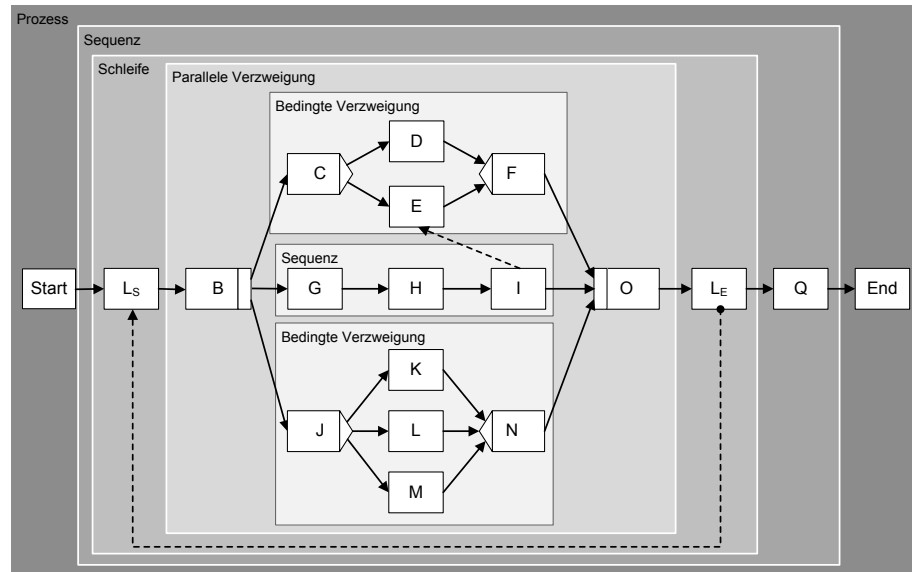 Prozess
Sequenz
Schleife
Parallele Verzweigung
Bedingte Verzweigung
D
C
F
E
Sequenz
Start
LS
B
G
H
I
O
LE
Q
End
Bedingte Verzweigung
K
J
L
N
M